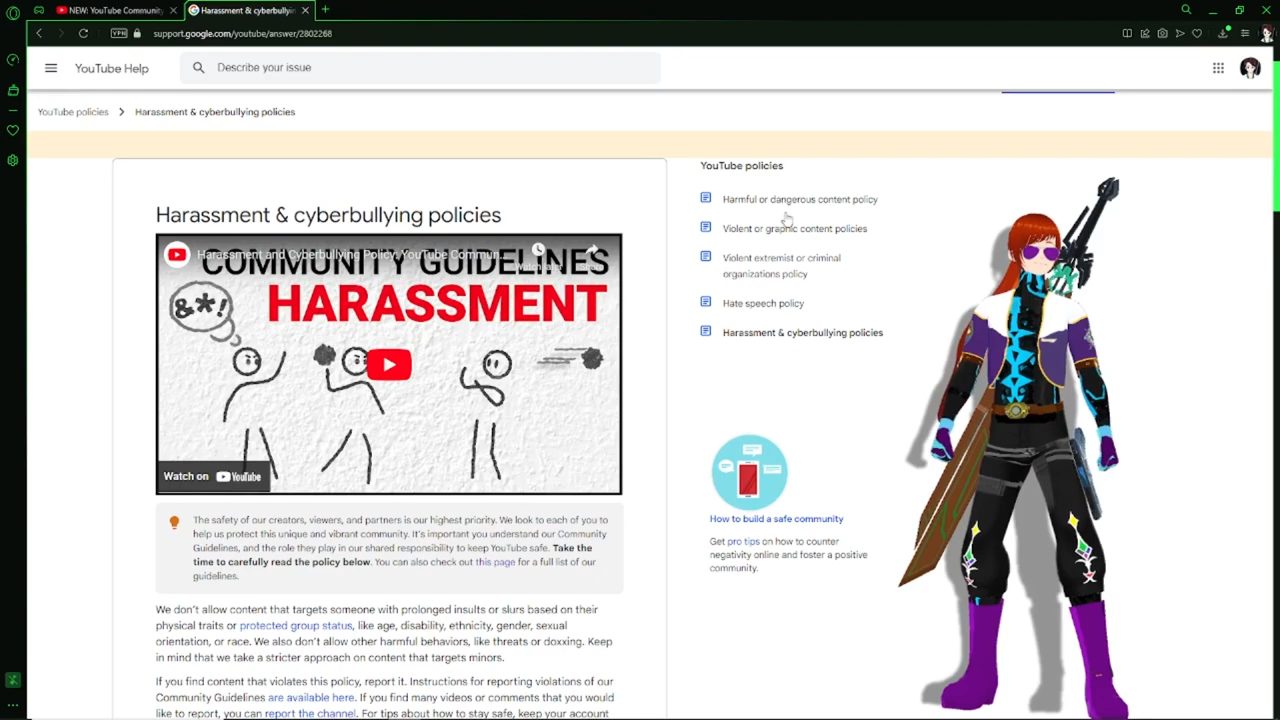 NEW: YouTube Community
Harassment & cyberbullyin
VPN
support.google.com/youtube/answer/2802268
YouTube Help
Describe your issue
YouTube policies
Harassment & cyberbullying policies
Harassment & cyberbullying policies
Harassment and Cyberbullying Policy: YouTube Commun...
Watch later
Share
COMMUNITY GUIDELINES
HARASSMENT
&*!
Watch on YouTube
The safety of our creators, viewers, and partners is our highest priority. We look to each of you to
help us protect this unique and vibrant community. It's important you understand our Community
Guidelines, and the role they play in our shared responsibility to keep YouTube safe. Take the
time to carefully read the policy below. You can also check out this page for a full list of our
guidelines.
We don't allow content that targets someone with prolonged insults or slurs based on their
physical traits or protected group status, like age, disability, ethnicity, gender, sexual
orientation, or race. We also don't allow other harmful behaviors, like threats or doxxing. Keep
in mind that we take a stricter approach on content that targets minors.
If you find content that violates this policy, report it. Instructions for reporting violations of our
Community Guidelines are available here. If you find many videos or comments that you would
like to report, you can report the channel. For tips about how to stay safe, keep your account
YouTube policies
Harmful or dangerous content policy
Violent or graphic content policies
Violent extremist or criminal
organizations policy
Hate speech policy
Harassment & cyberbullying policies
How to build a safe community
Get pro tips on how to counter
negativity online and foster a positive
community.